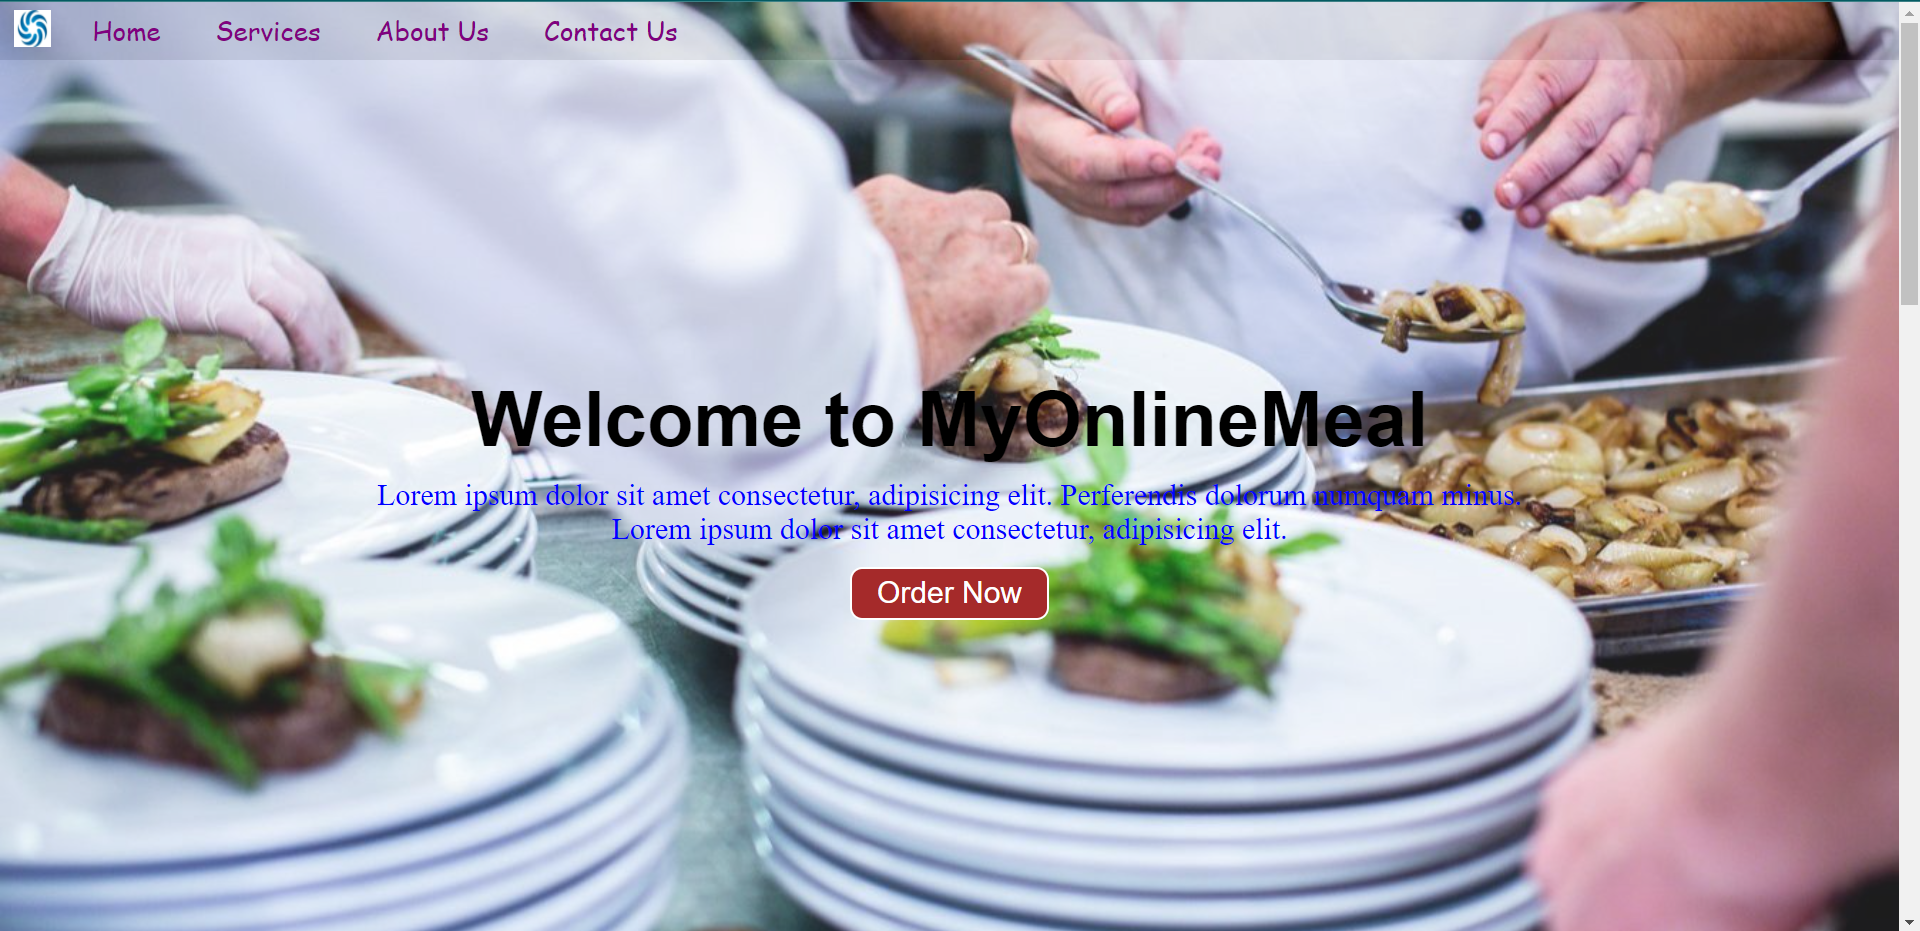 Home Services About Us Contact Us
Welcome to MyOnlineMeal
Lorem ipsum dolor sit amet consectetur, adipisicing elit. Perferendis dolorum numquam minus.
Lorem ipsum dolor sit amet consectetur, adipisicing elit.
Order Now